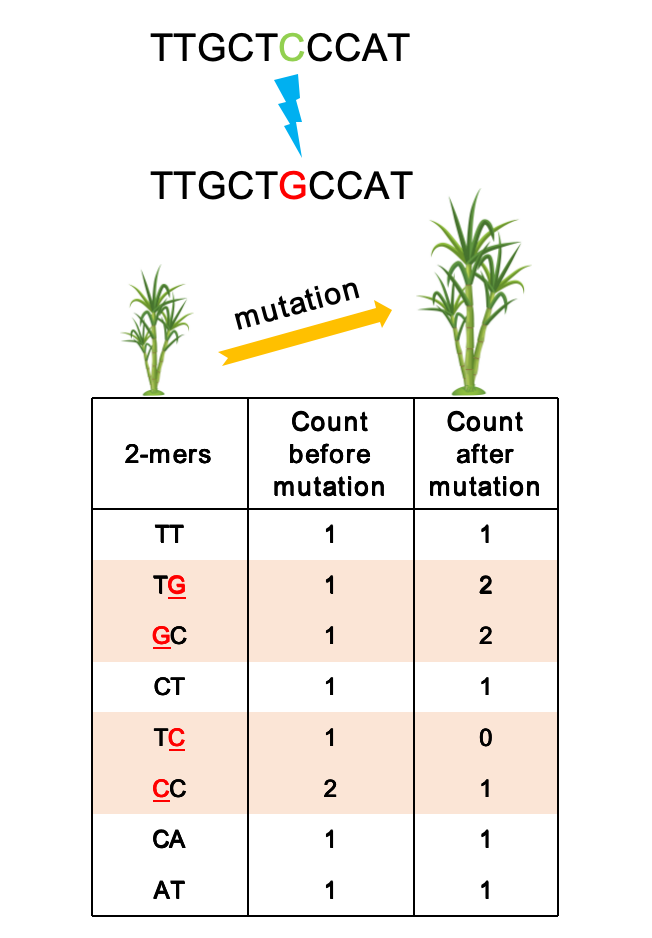 TTGCTCCCAT
TTGCTGCCAT
mutation
2-mers
Count
before
mutation
Count
after
mutation
TT 1 1
TG 1 2
GC 1 2
CT 1 1
TC 1 0
CC 2 1
CA 1 1
AT 1 1